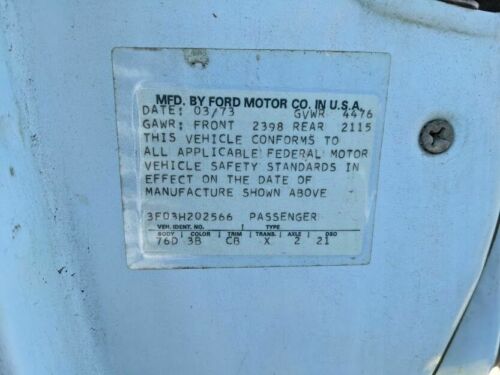 MFD. BY FORD MOTOR CO. IN U.S.A.
DATE: 03/73 GVWR 4476
GAWR: FRONT 2398 REAR 2115
THIS VEHICLE CONFORMS TO
ALL APPLICABLE FEDERAL MOTOR
VEHICLE SAFETY STANDARDS IN
EFFECT ON THE DATE OF
MANUFACTURE SHOWN ABOVE
3F03H202566 PASSENGER
VEH. IDENT. NO. TYPE
BODY COLOR TRIM TRANS. AXLE DSO
76D 3B CB X 2 21